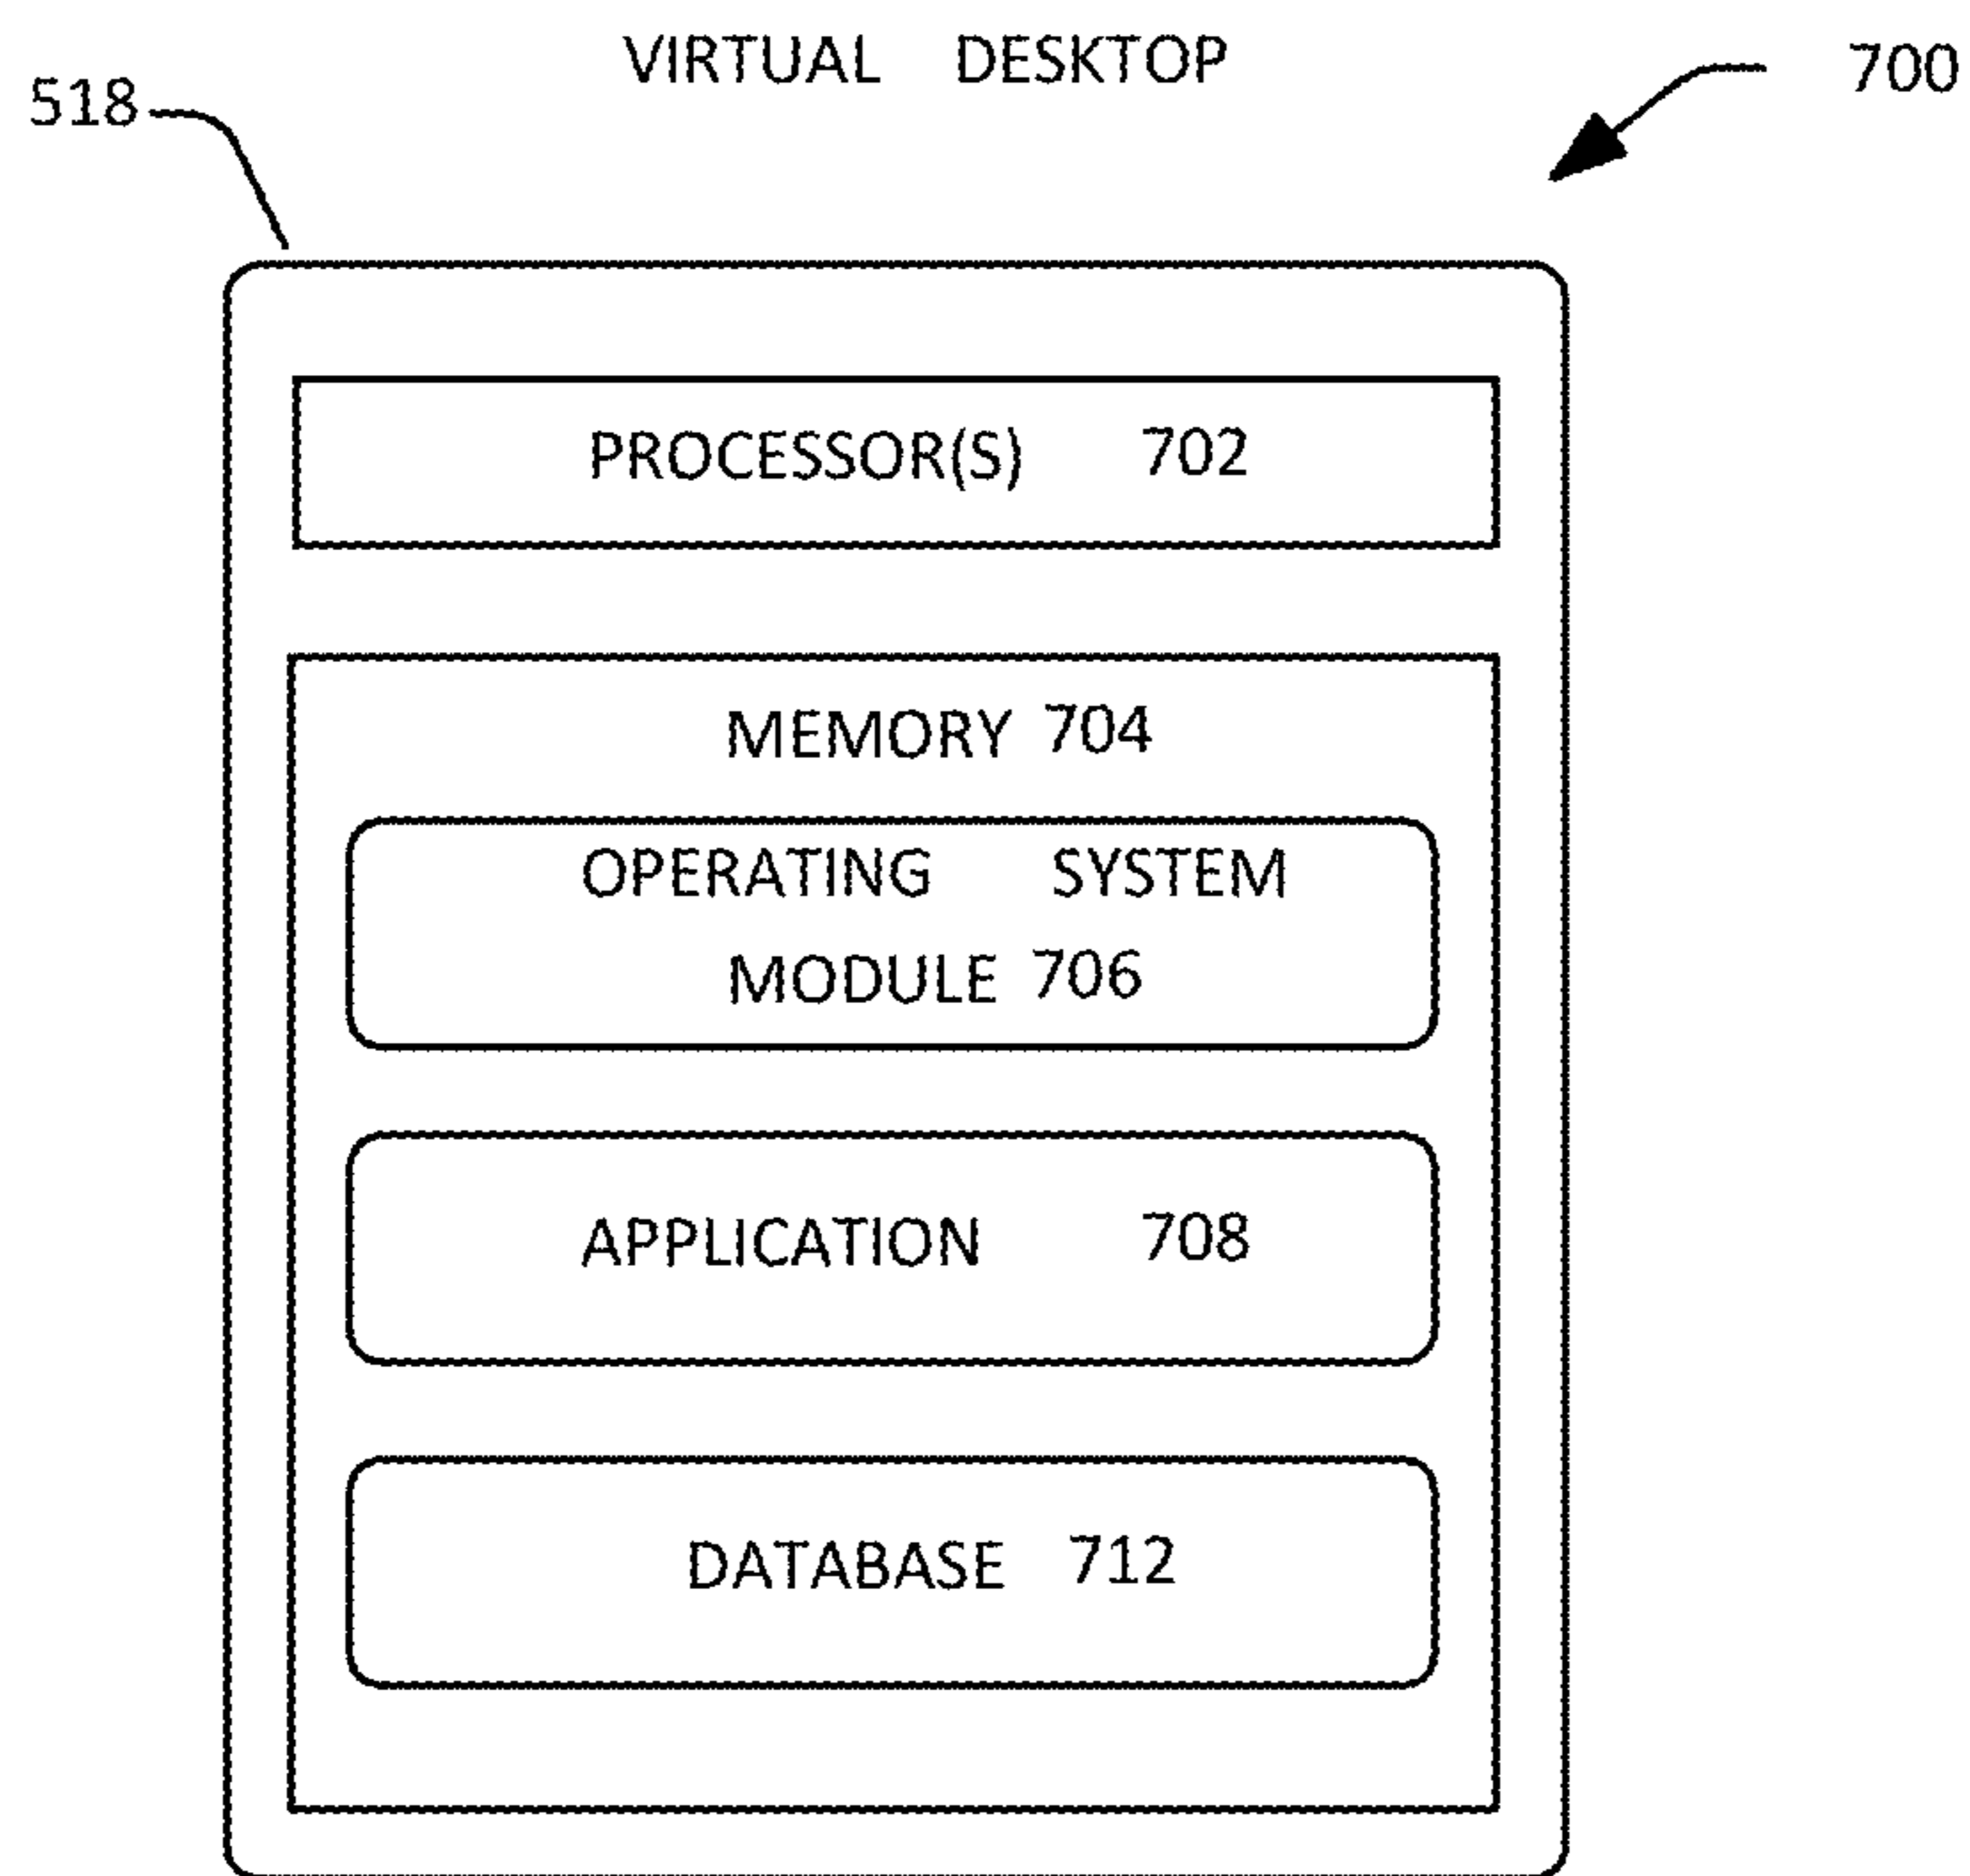 VIRTUAL DESKTOP
700
518
PROCESSOR(S) 702
MEMORY 704
OPERATING SYSTEM
MODULE 706
APPLICATION 708
DATABASE 712